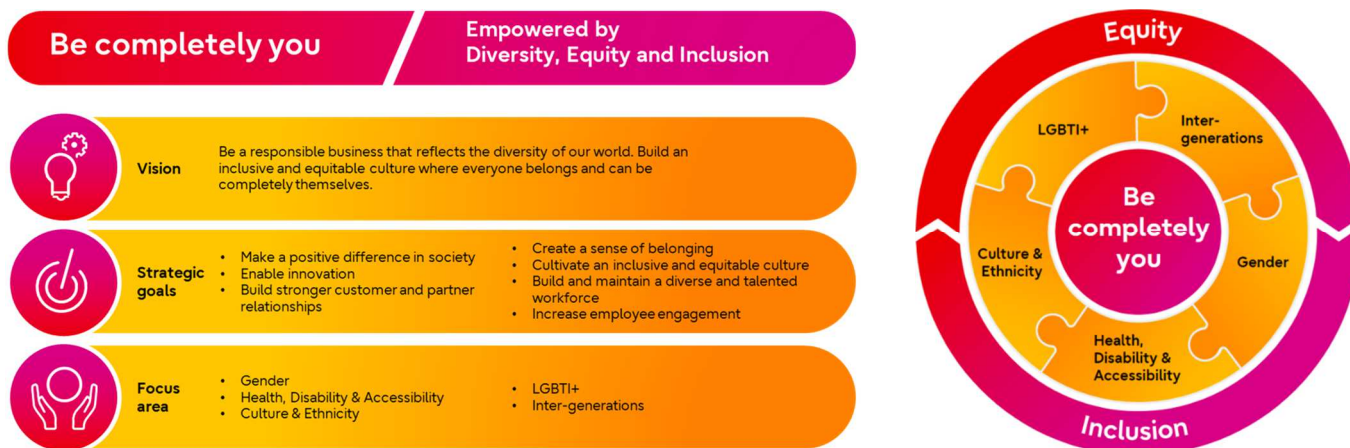 Be completely you
Empowered by
Diversity, Equity and Inclusion
Vision
Be a responsible business that reflects the diversity of our world. Build an
inclusive and equitable culture where everyone belongs and can be
completely themselves.
Strategic
goals
• Make a positive difference in society
• Enable innovation
• Build stronger customer and partner
relationships
• Create a sense of belonging
• Cultivate an inclusive and equitable culture
• Build and maintain a diverse and talented
workforce
• Increase employee engagement
Focus
area
• Gender
• Health, Disability & Accessibility
• Culture & Ethnicity
• LGBTI+
• Inter-generations
Equity
LGBTI+
Inter-
generations
Be
completely
you
Culture &
Ethnicity
Gender
Health,
Disability &
Accessibility
Inclusion